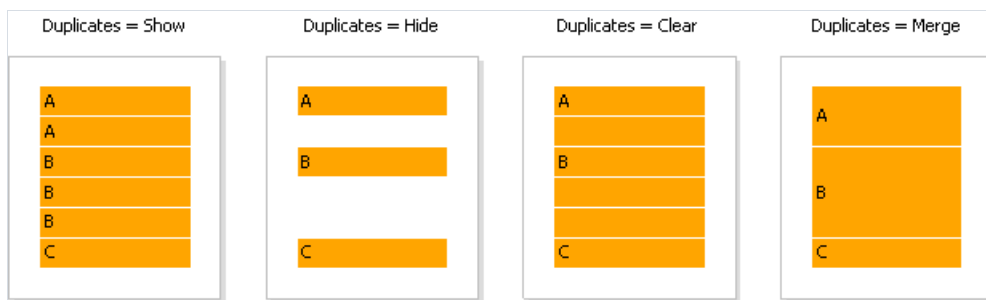 Duplicates = Show
A
A
B
B
B
C
Duplicates = Hide
A
B
C
Duplicates = Clear
A
B
C
Duplicates = Merge
A
B
C